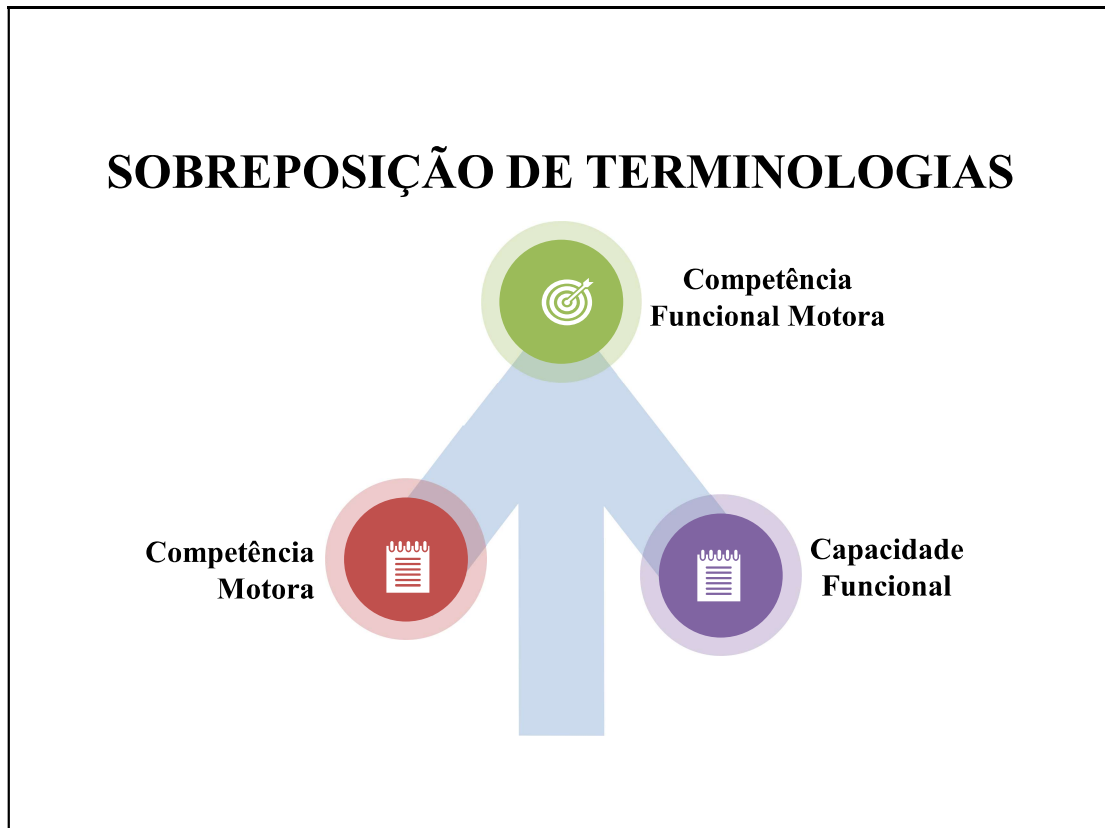 SOBREPOSIÇÃO DE TERMINOLOGIAS
Competência
Funcional Motora
Competência
Motora
Capacidade
Funcional